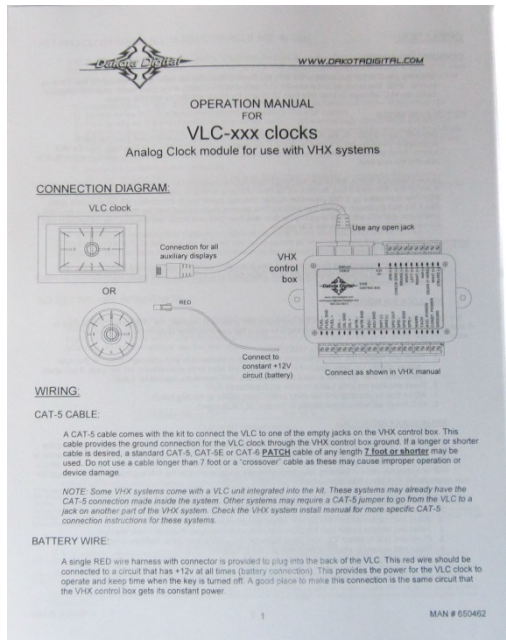 Dakota Digital
WWW.DAKOTADIGITAL.COM
OPERATION MANUAL
FOR
VLC-xxx clocks
Analog Clock module for use with VHX systems
CONNECTION DIAGRAM:
VLC clock
Use any open jack
Connection for all
auxiliary displays
VHX
control
box
OR
RED
Dakota Digital
Connect to
constant +12V
circuit (battery)
Connect as shown in VHX manual
WIRING:
CAT-5 CABLE:
A CAT-5 cable comes with the kit to connect the VLC to one of the empty jacks on the VHX control box. This
cable provides the ground connection for the VLC clock through the VHX control box ground. If a longer or shorter
cable is desired, a standard CAT-5, CAT-5E or CAT-6 PATCH cable of any length 7 foot or shorter may be
used. Do not use a cable longer than 7 foot or a 'crossover' cable as these may cause improper operation or
device damage.
NOTE: Some VHX systems come with a VLC unit integrated into the kit. These systems may already have the
CAT-5 connection made inside the system. Other systems may require a CAT-5 jumper to go from the VLC to a
jack on another part of the VHX system. Check the VHX system install manual for more specific CAT-5
connection instructions for these systems.
BATTERY WIRE:
A single RED wire harness with connector is provided to plug into the back of the VLC. This red wire should be
connected to a circuit that has +12V at all times (battery connection). This provides the power for the VLC clock to
operate and keep time when the key is turned off. A good place to make this connection is the same circuit that
the VHX control box gets its constant power.
1
MAN # 650462